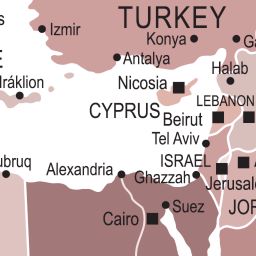 TURKEY
Izmir
Konya
Ga
Antalya
Halab
E
Nicosia
Iráklion
CYPRUS
LEBANON
Beirut
Tel Aviv
ubruq
Alexandria
ISRAEL
Ghazzah
A
Jerusale
Suez
JOR
Cairo